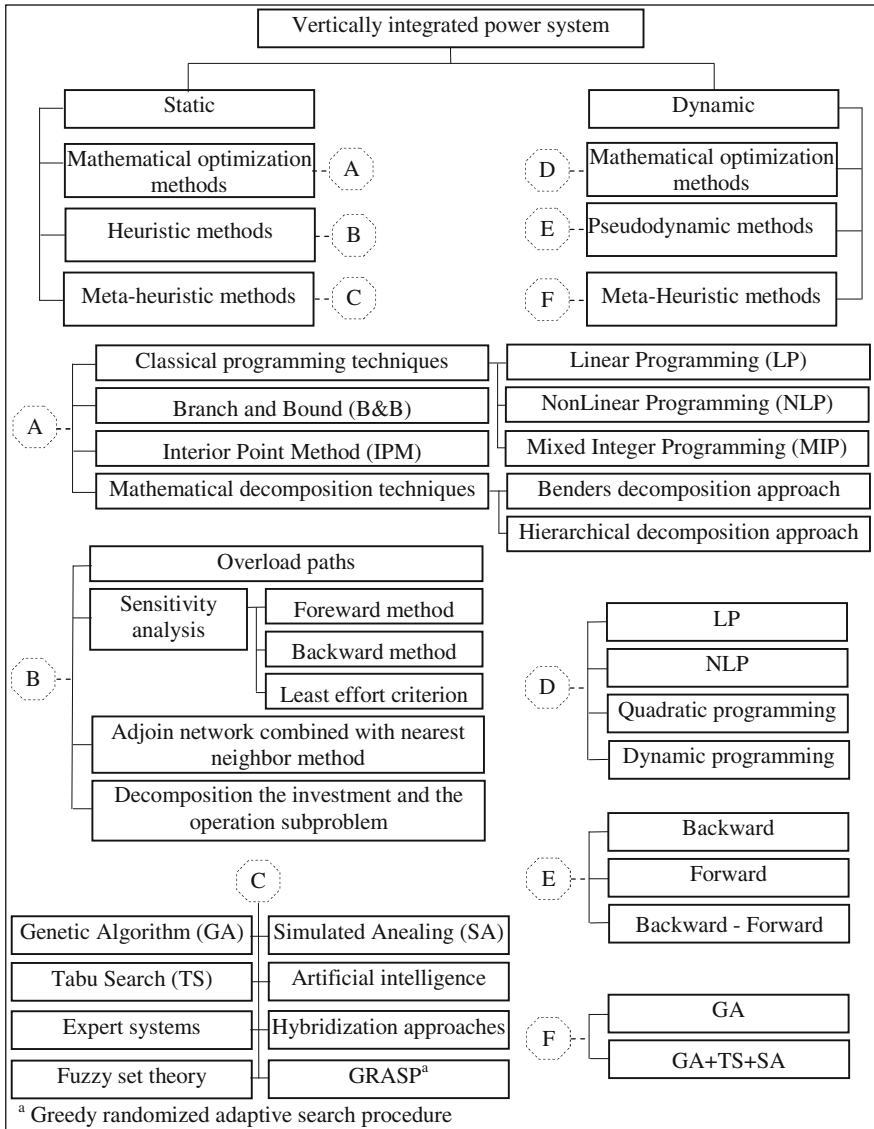 Vertically integrated power system
Static
Dynamic
Mathematical optimization
methods
A
D
Mathematical optimization
methods
Heuristic methods
B
E
Pseudodynamic methods
Meta-heuristic methods
C
F
Meta-Heuristic methods
A
Classical programming techniques
Branch and Bound (B&B)
Interior Point Method (IPM)
Mathematical decomposition techniques
Linear Programming (LP)
NonLinear Programming (NLP)
Mixed Integer Programming (MIP)
Benders decomposition approach
Hierarchical decomposition approach
B
Overload paths
Sensitivity
analysis
Foreward method
Backward method
Least effort criterion
Adjoin network combined with nearest
neighbor method
Decomposition the investment and the
operation subproblem
D
LP
NLP
Quadratic programming
Dynamic programming
E
Backward
Forward
Backward - Forward
C
Genetic Algorithm (GA)
Simulated Anealing (SA)
Tabu Search (TS)
Artificial intelligence
Expert systems
Hybridization approaches
Fuzzy set theory
GRASPᵃ
F
GA
GA+TS+SA
ᵃ Greedy randomized adaptive search procedure